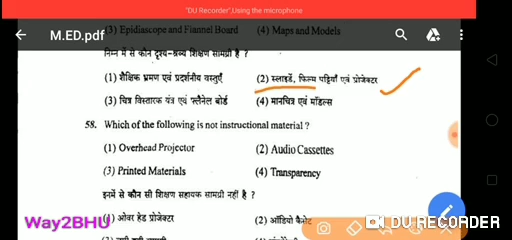 "DU Recorder",Using the microphone
M.ED.pdf
(3) Epidiascope and Flannel Board (4) Maps and Models
निम्न में से कौन दृश्य-श्रव्य शिक्षण सामग्री है ?
(1) शैक्षिक भ्रमण एवं प्रदर्शनीय वस्तुएँ (2) स्लाइडें, फिल्म पट्टियाँ एवं प्रोजेक्टर
(3) चित्र विस्तारक यंत्र एवं फ्लैनेल बोर्ड (4) मानचित्र एवं मॉडल्स
58. Which of the following is not instructional material ?
(1) Overhead Projector (2) Audio Cassettes
(3) Printed Materials (4) Transparency
इनमें से कौन सी शिक्षण सहायक सामग्री नहीं है ?
(1) ओवर हेड प्रोजेक्टर (2) ऑडियो कैसेट
Way2BHU
DU RECORDER